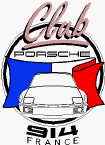 Club
PORSCHE
914
FRANCE